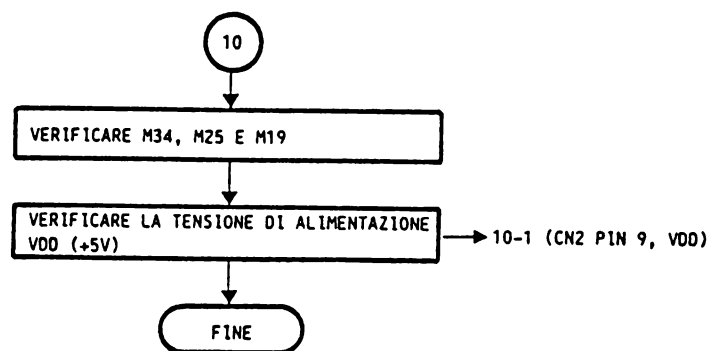 10
VERIFICARE M34, M25 E M19
VERIFICARE LA TENSIONE DI ALIMENTAZIONE
VDD (+5V)
10-1 (CN2 PIN 9, VDD)
FINE